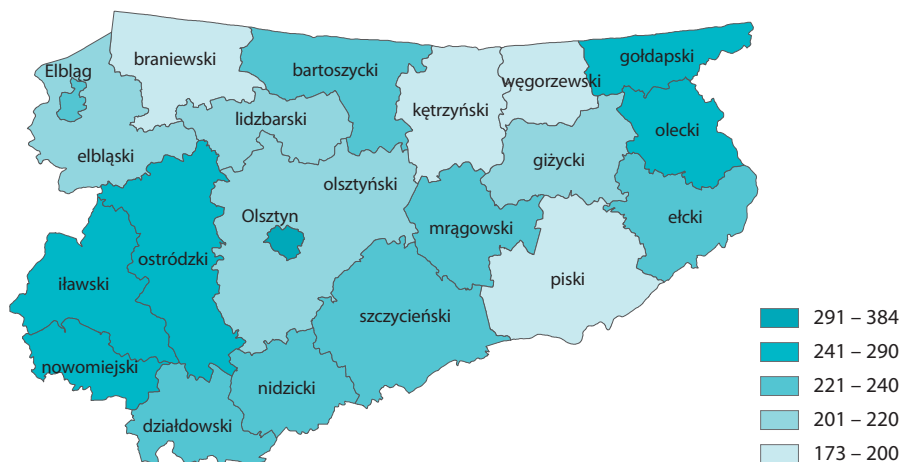 gołdapski
braniewski
bartoszycki
Elbląg
węgorzewski
kętrzyński
lidzbarski
olecki
elbląski
giżycki
olsztyński
Olsztyn
ełcki
mrągowski
ostródzki
piski
iławski
szczycieński
nowomiejski
nidzicki
działdowski
291 – 384
241 – 290
221 – 240
201 – 220
173 – 200